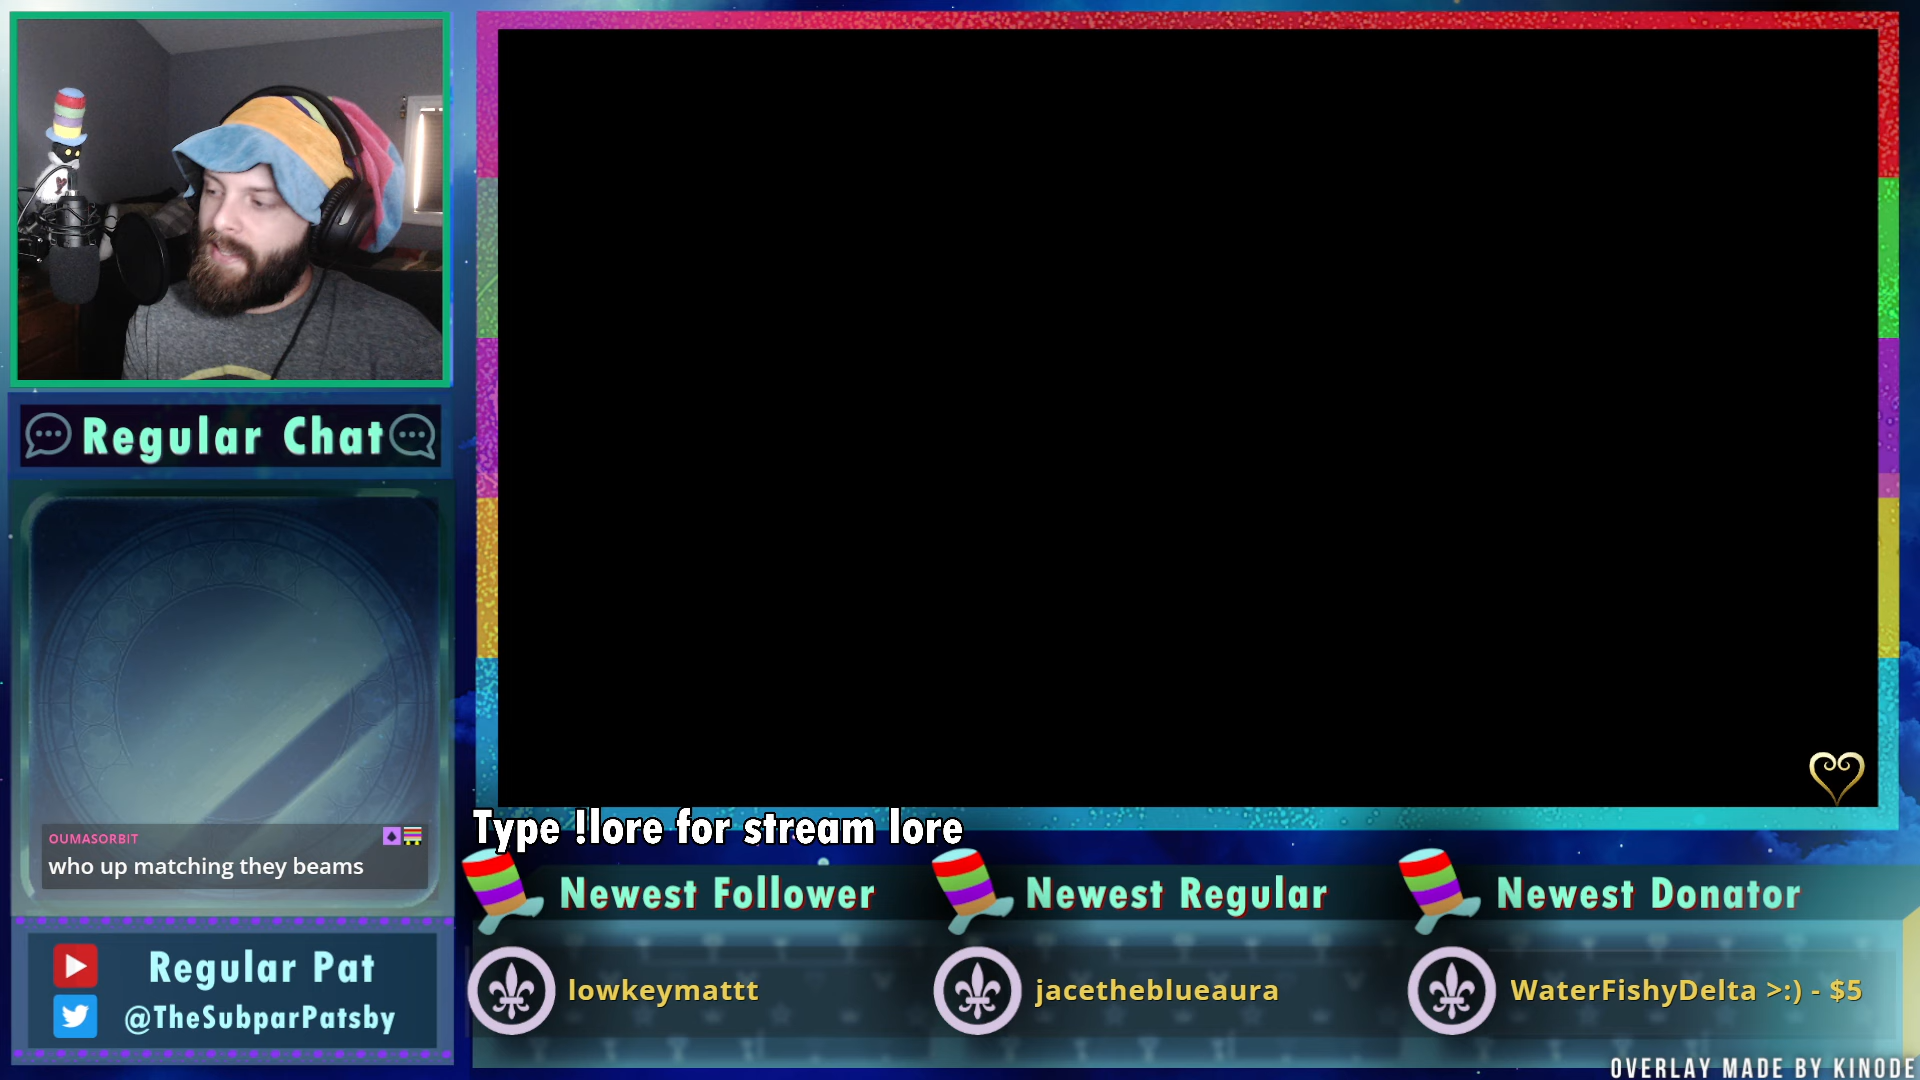 Regular Chat
OUMASORBIT
who up matching they beams
Regular Pat
@TheSubparPatsby
Type !lore for stream lore
Newest Follower
lowkeymattt
Newest Regular
jacetheblueaura
Newest Donator
WaterFishyDelta >:) - $5
OVERLAY MADE BY KINODE